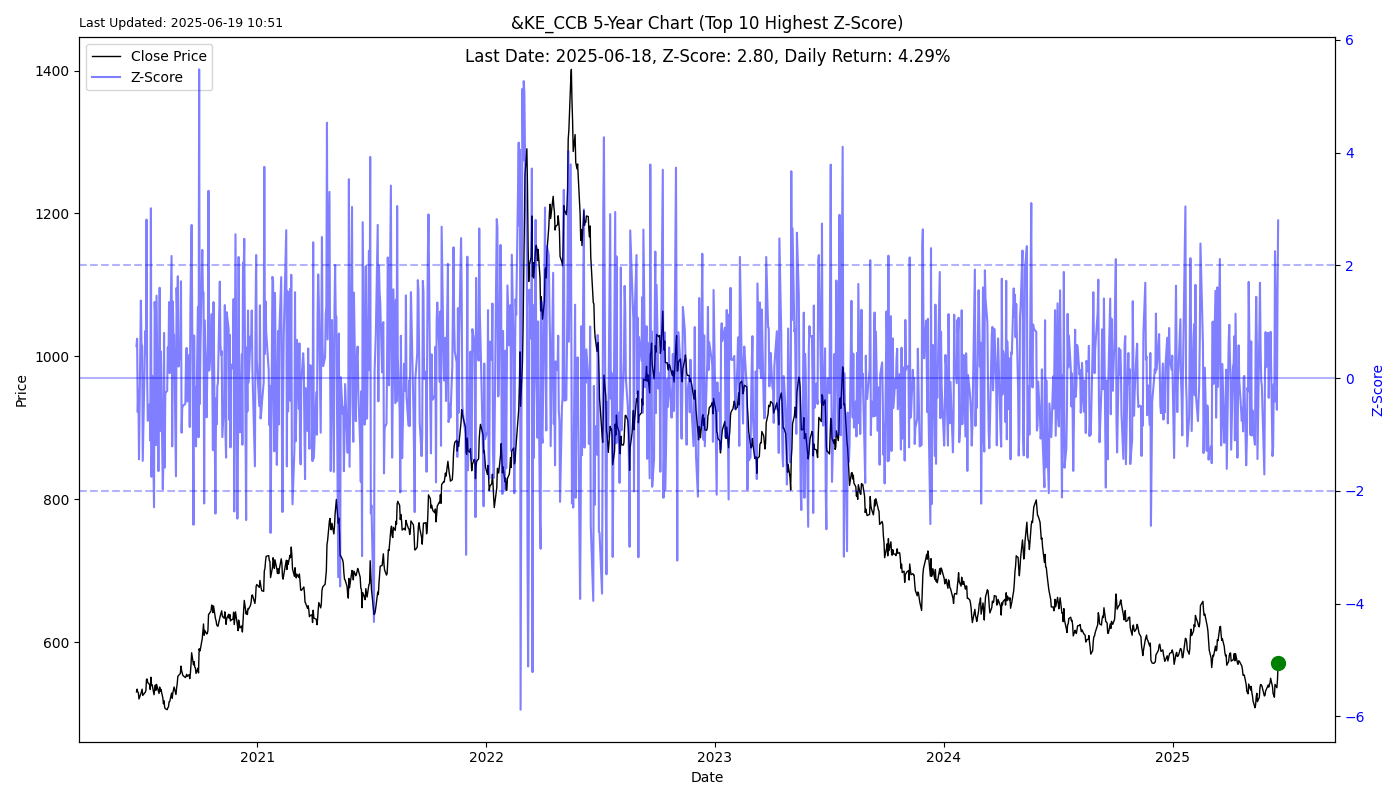 Last Updated: 2025-06-19 10:51
&KE_CCB 5-Year Chart (Top 10 Highest Z-Score)
Last Date: 2025-06-18, Z-Score: 2.80, Daily Return: 4.29%
Close Price
Z-Score
1400
1200
1000
800
600
Price
6
4
2
0
−2
−4
−6
Z-Score
2021 2022 2023 2024 2025
Date